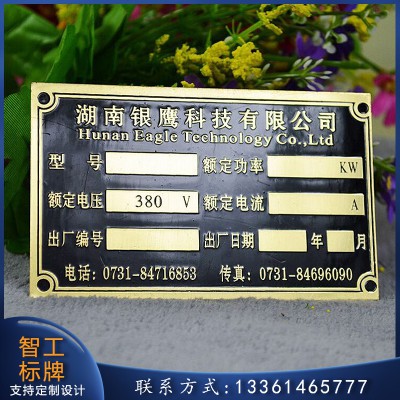 湖南银鹰科技有限公司
Hunan Eagle Technology Co.,Ltd
型 号 额定功率 KW
额定电压 380 V 额定电流 A
出厂编号 出厂日期 年 月
电话: 0731-84716853 传真: 0731-84696090
智工
标牌
支持定制设计
联系方式:13361465777